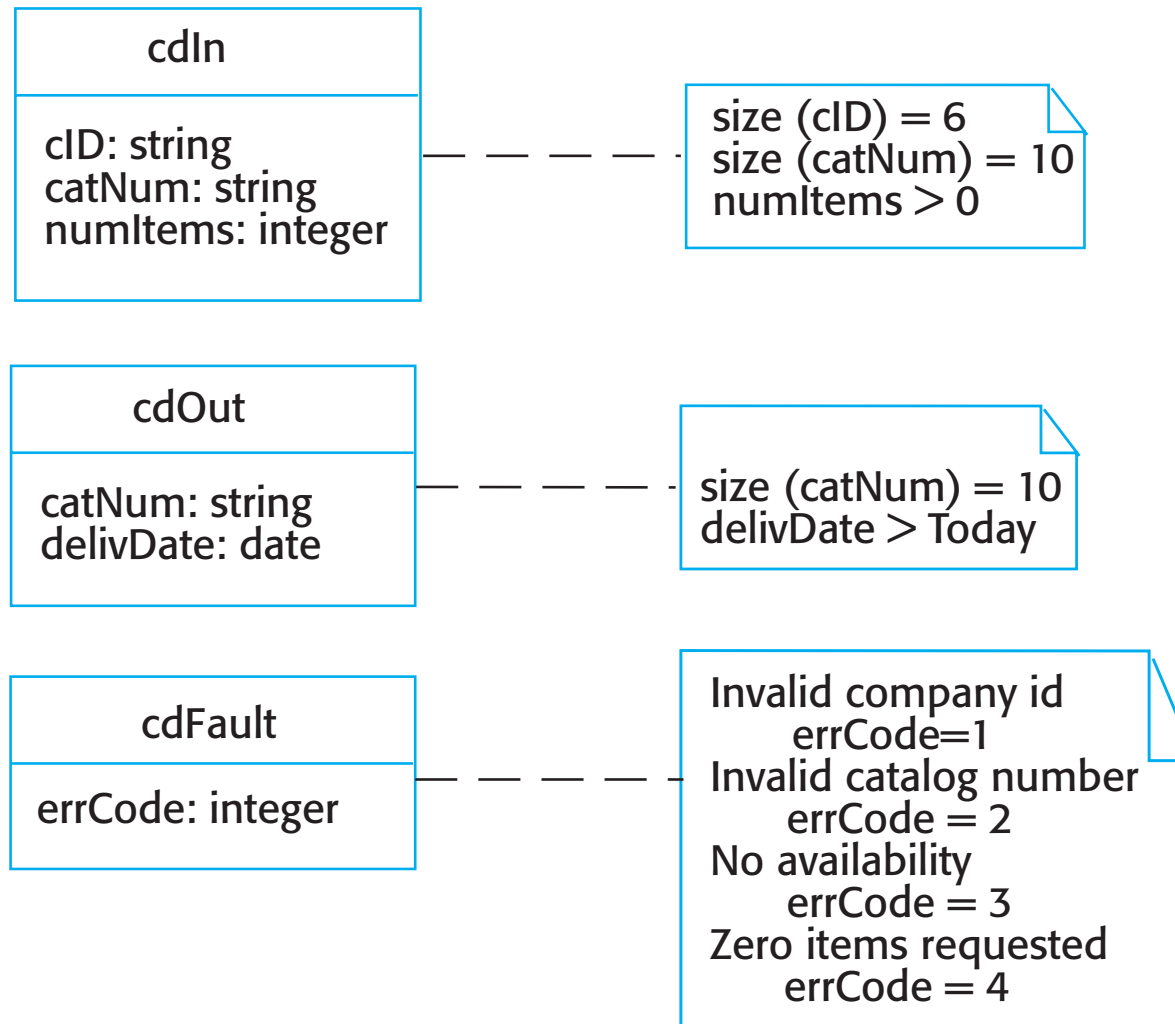 cdIn
cID: string
catNum: string
numItems: integer
size (cID) = 6
size (catNum) = 10
numItems > 0
cdOut
catNum: string
delivDate: date
size (catNum) = 10
delivDate > Today
cdFault
errCode: integer
Invalid company id
errCode=1
Invalid catalog number
errCode = 2
No availability
errCode = 3
Zero items requested
errCode = 4